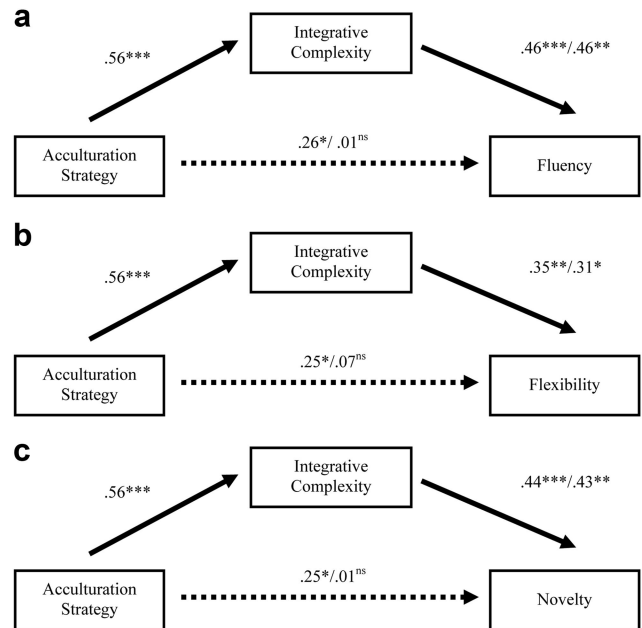 a
Integrative
Complexity
.56***
.46***/.46**
Acculturation
Strategy
.26*/ .01ns
Fluency
b
Integrative
Complexity
.56***
.35**/.31*
Acculturation
Strategy
.25*/.07ns
Flexibility
c
Integrative
Complexity
.56***
.44***/.43**
Acculturation
Strategy
.25*/.01ns
Novelty